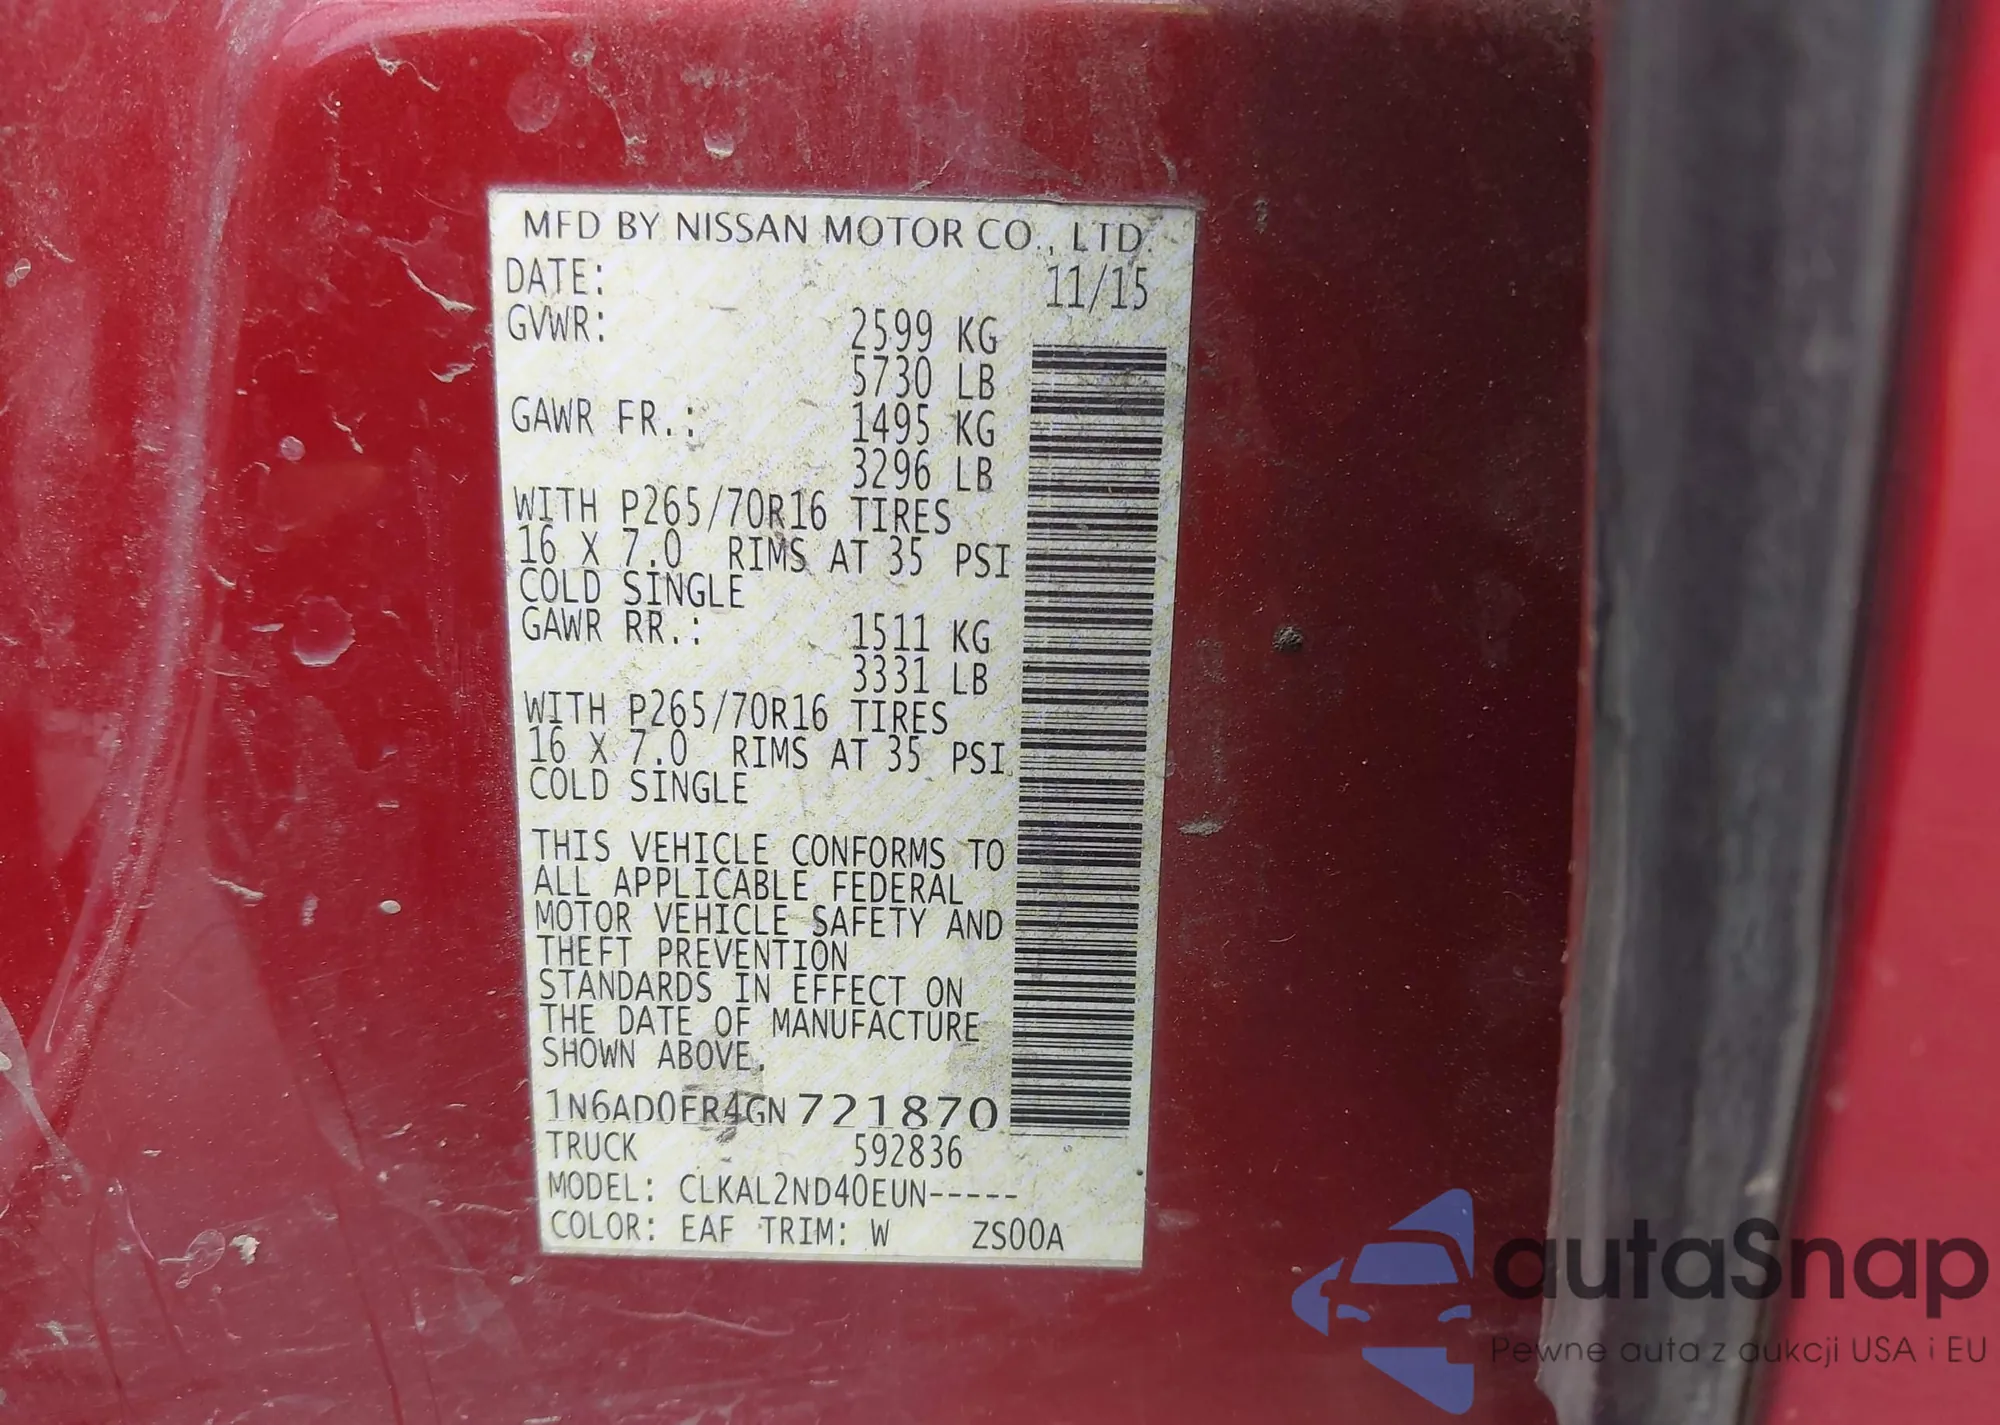 MFD BY NISSAN MOTOR CO., LTD.
DATE: 11/15
GVWR: 2599 KG
5730 LB
GAWR FR.: 1495 KG
3296 LB
WITH P265/70R16 TIRES
16 X 7.0 RIMS AT 35 PSI
COLD SINGLE
GAWR RR.: 1511 KG
3331 LB
WITH P265/70R16 TIRES
16 X 7.0 RIMS AT 35 PSI
COLD SINGLE
THIS VEHICLE CONFORMS TO
ALL APPLICABLE FEDERAL
MOTOR VEHICLE SAFETY AND
THEFT PREVENTION
STANDARDS IN EFFECT ON
THE DATE OF MANUFACTURE
SHOWN ABOVE.
1N6AD0ER4GN721870
TRUCK 592836
MODEL: CLKAL2ND40EUN-----
COLOR: EAF TRIM: W ZS00A
autaSnap
Pewne auta z aukcji USA i EU